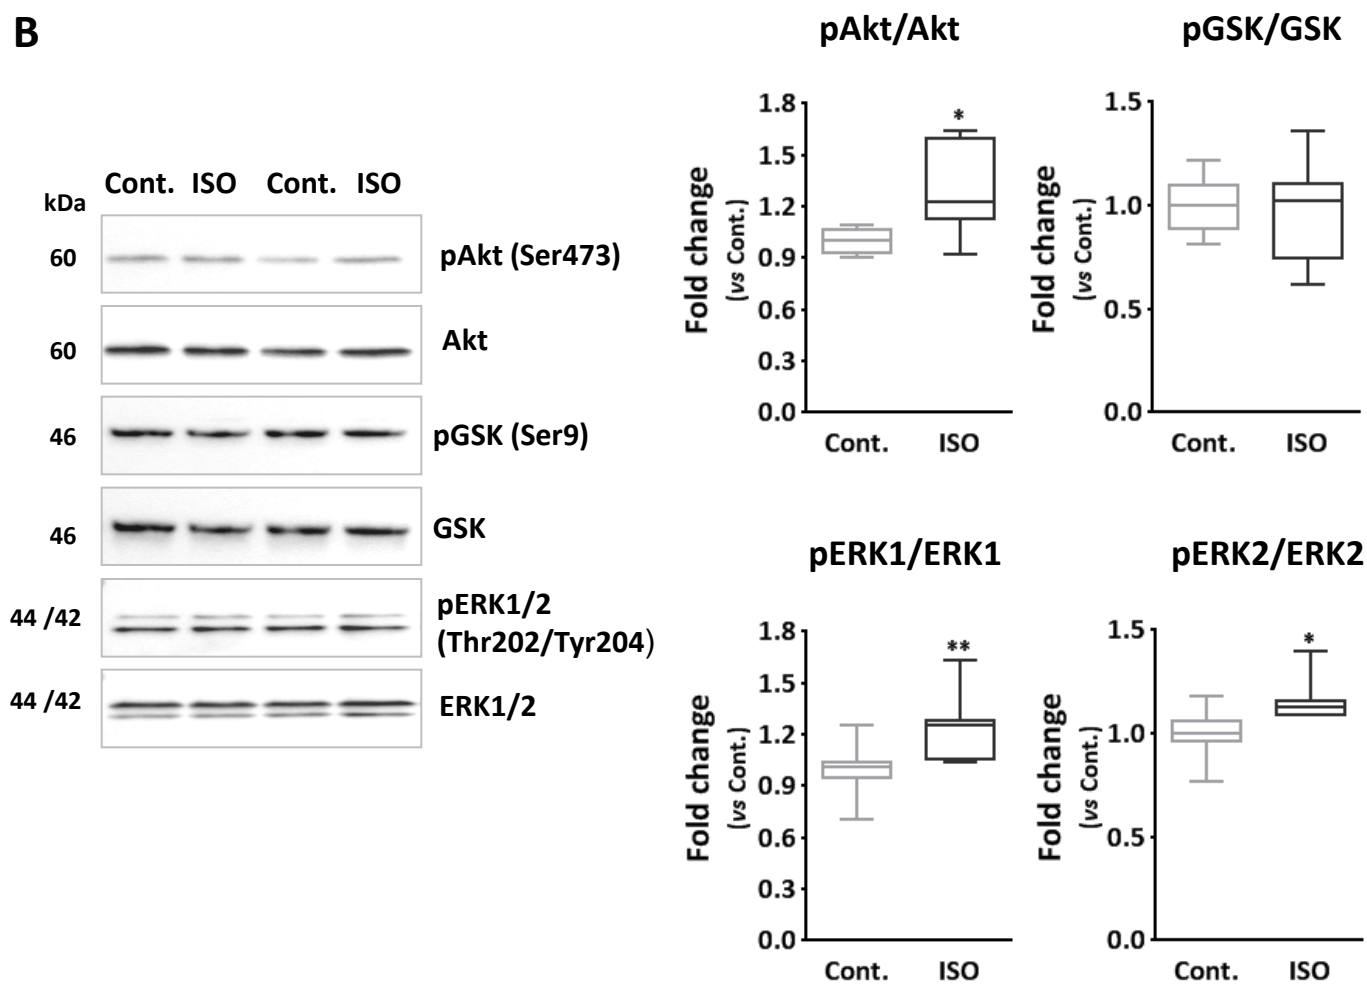 B
Cont. ISO Cont. ISO
kDa
60 pAkt (Ser473)
60 Akt
46 pGSK (Ser9)
46 GSK
44 /42 pERK1/2
(Thr202/Tyr204)
44 /42 ERK1/2
pAkt/Akt
Fold change
(vs Cont.)
1.8
1.5
1.2
0.9
0.6
0.3
0.0
*
Cont. ISO
pGSK/GSK
Fold change
(vs Cont.)
1.5
1.0
0.5
0.0
Cont. ISO
pERK1/ERK1
Fold change
(vs Cont.)
1.8
1.5
1.2
0.9
0.6
0.3
0.0
**
Cont. ISO
pERK2/ERK2
Fold change
(vs Cont.)
1.5
1.0
0.5
0.0
*
Cont. ISO